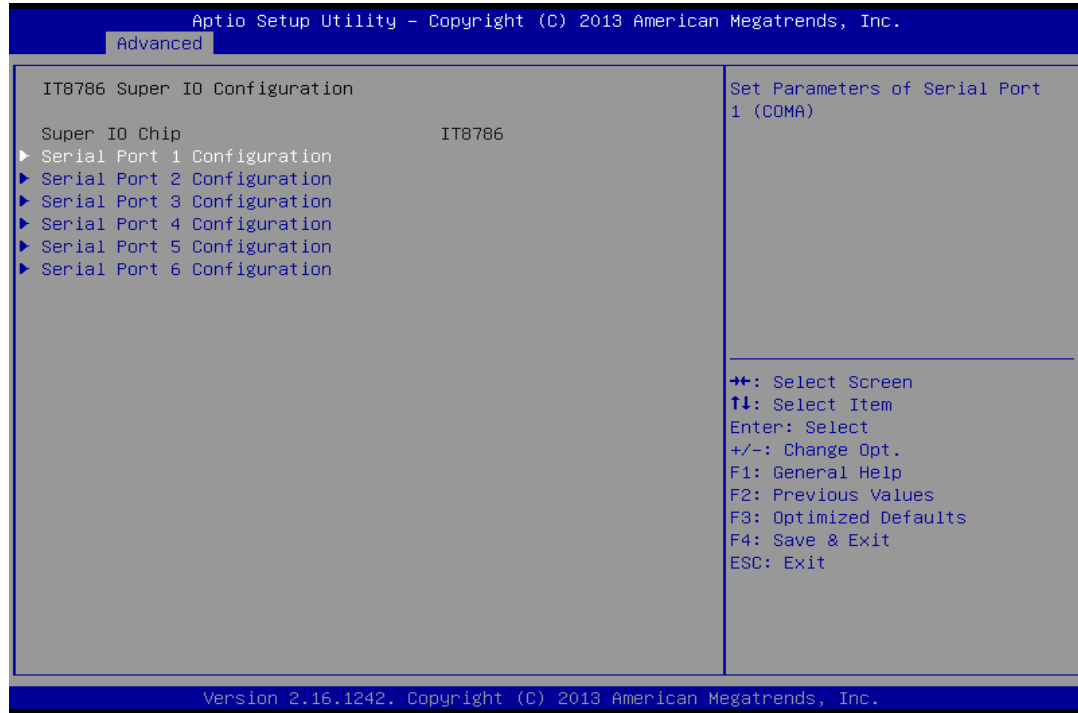 Aptio Setup Utility – Copyright (C) 2013 American Megatrends, Inc.
Advanced
IT8786 Super IO Configuration
Super IO Chip IT8786
▶ Serial Port 1 Configuration
▶ Serial Port 2 Configuration
▶ Serial Port 3 Configuration
▶ Serial Port 4 Configuration
▶ Serial Port 5 Configuration
▶ Serial Port 6 Configuration
Set Parameters of Serial Port
1 (COMA)
→←: Select Screen
↑↓: Select Item
Enter: Select
+/-: Change Opt.
F1: General Help
F2: Previous Values
F3: Optimized Defaults
F4: Save & Exit
ESC: Exit
Version 2.16.1242. Copyright (C) 2013 American Megatrends, Inc.